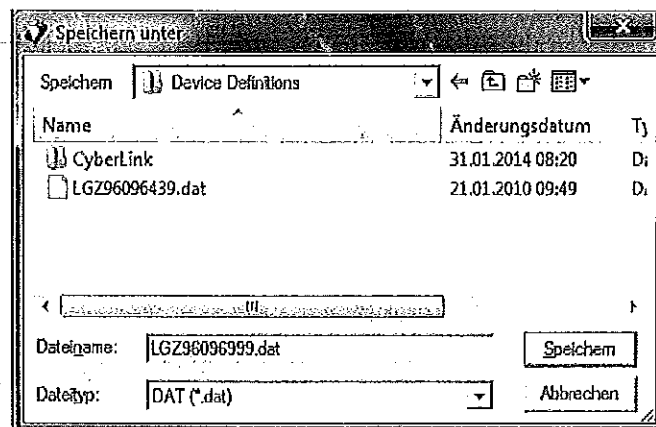 Speichern unter
Speichern
Device Definitions
Name
Änderungsdatum
CyberLink
31.01.2014 08:20
LGZ96096439.dat
21.01.2010 09:49
Dateiname:
LGZ96096999.dat
Speichern
Dateityp:
DAT (*.dat)
Abbrechen